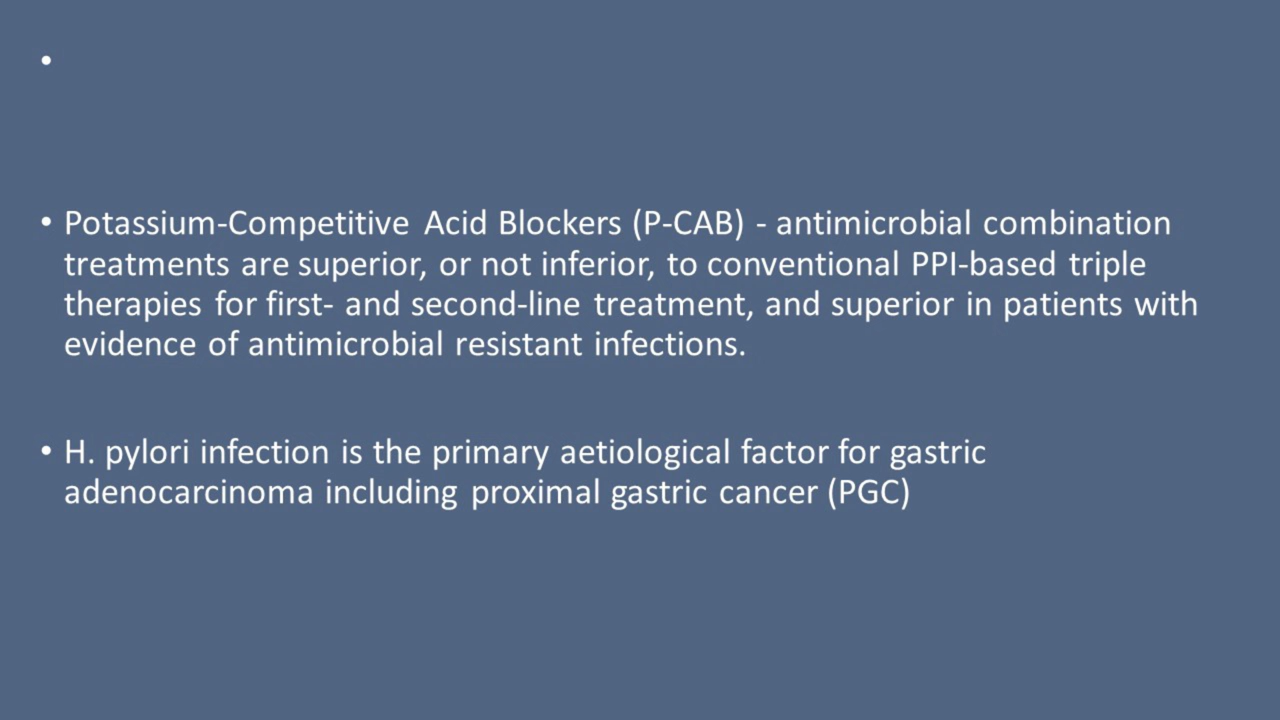 •
• Potassium-Competitive Acid Blockers (P-CAB) - antimicrobial combination
treatments are superior, or not inferior, to conventional PPI-based triple
therapies for first- and second-line treatment, and superior in patients with
evidence of antimicrobial resistant infections.
• H. pylori infection is the primary aetiological factor for gastric
adenocarcinoma including proximal gastric cancer (PGC)